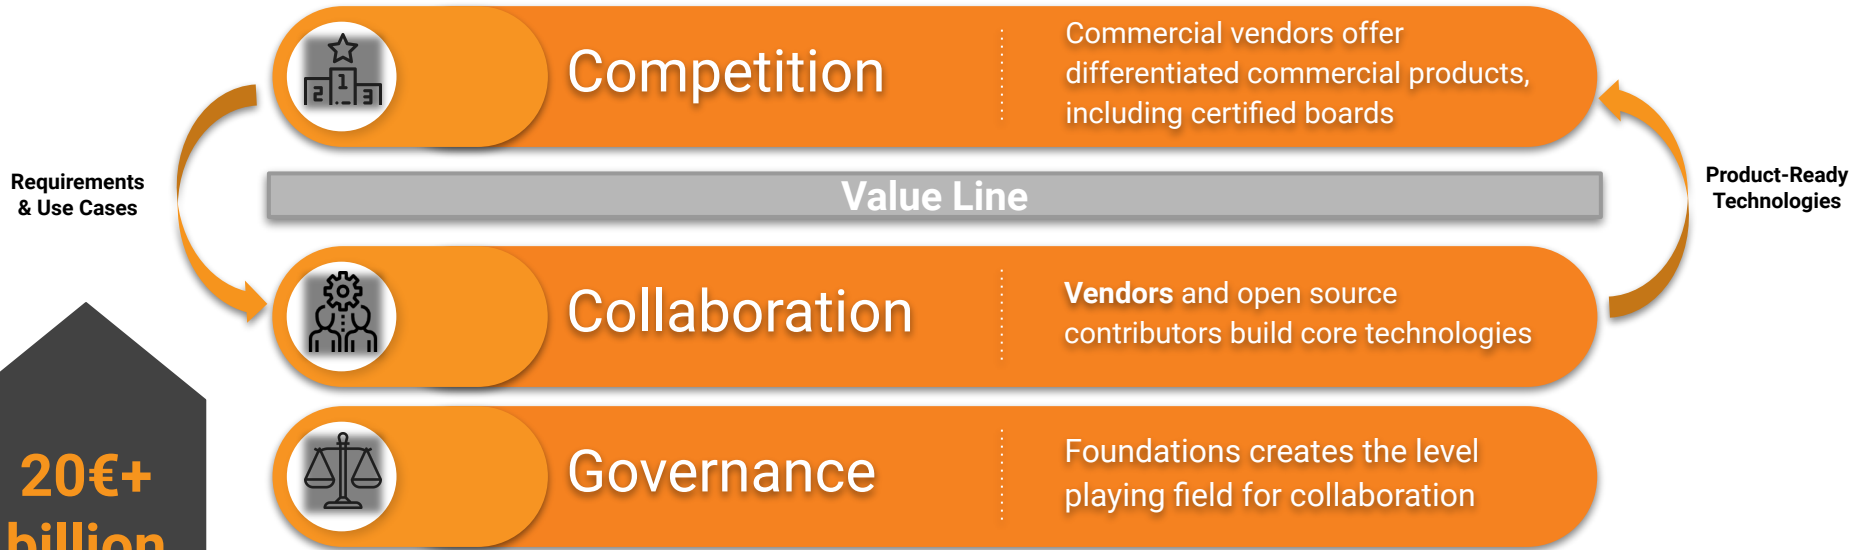 Competition
Commercial vendors offer
differentiated commercial products,
including certified boards
Requirements
& Use Cases
Value Line
Product-Ready
Technologies
Collaboration
Vendors and open source
contributors build core technologies
20€+
billion
Governance
Foundations creates the level
playing field for collaboration